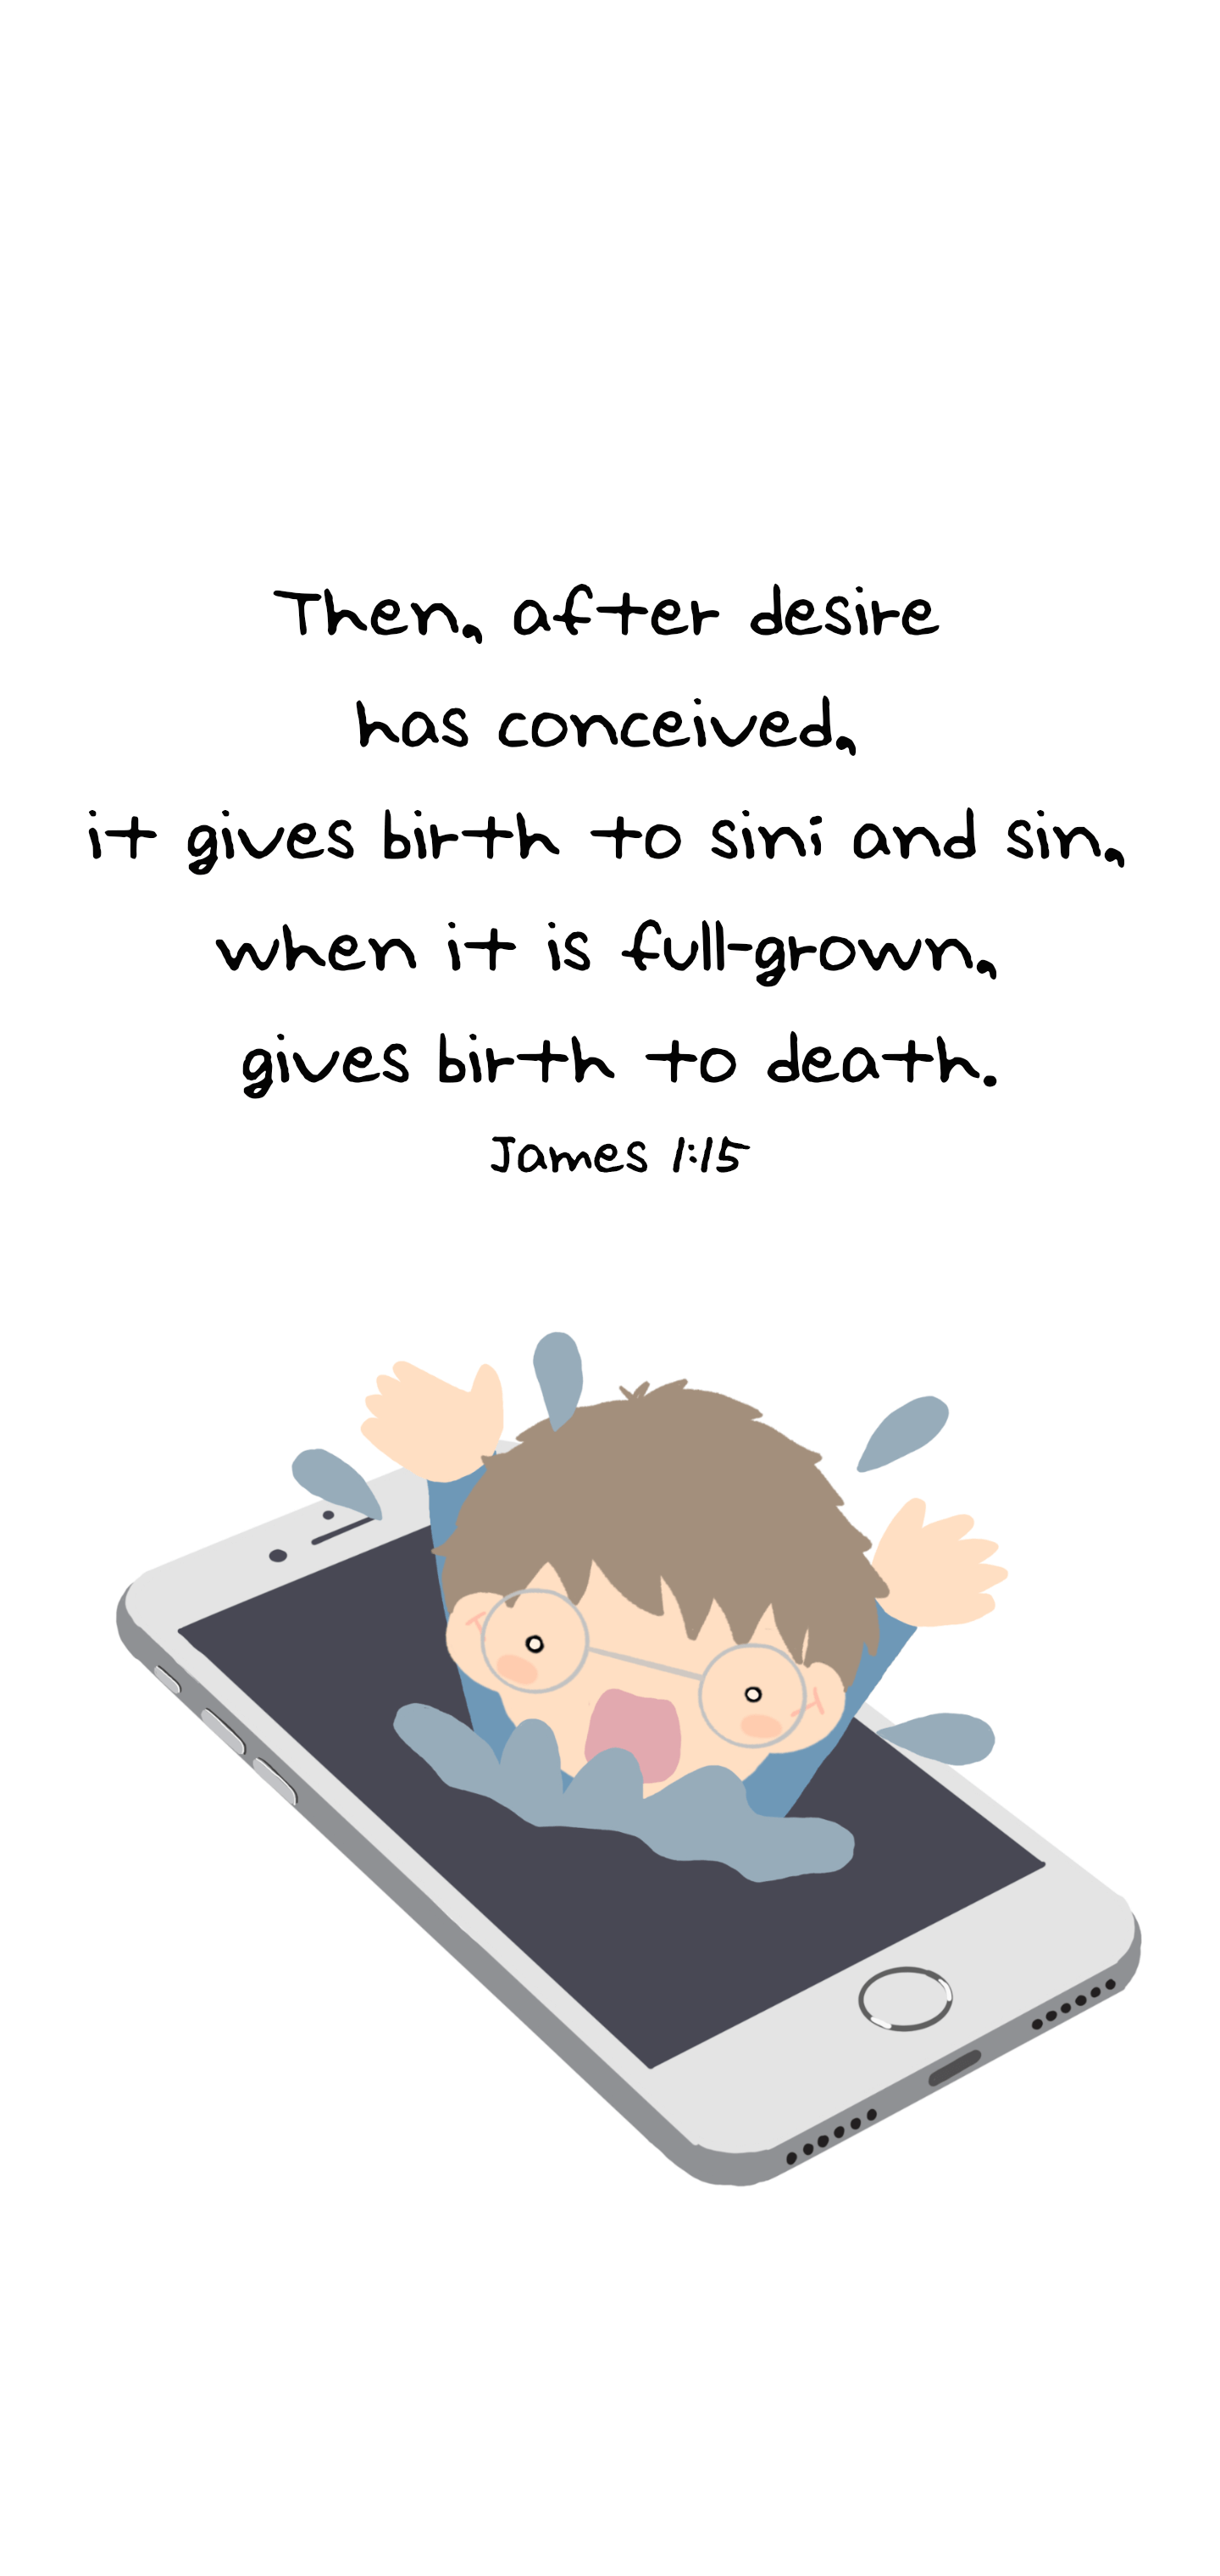 Then, after desire
has conceived,
it gives birth to sini and sin,
when it is full-grown,
gives birth to death.
James 1:15